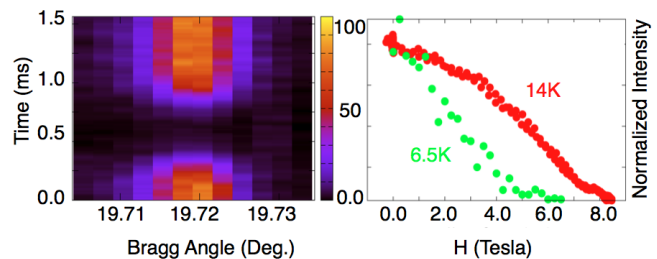 1.5
1.0
0.5
0.0
Time (ms)
19.71 19.72 19.73
Bragg Angle (Deg.)
100
0.0
100
50
0
Normalized Intensity
14K
6.5K
0.0 2.0 4.0 6.0 8.0
H (Tesla)